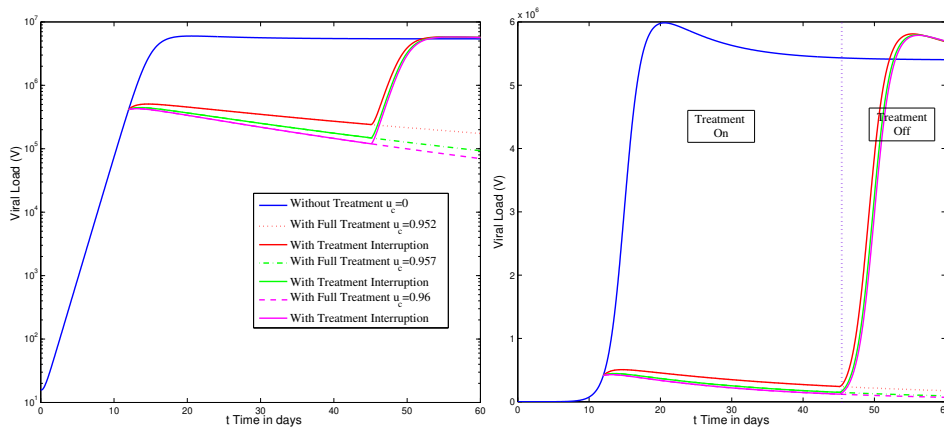 10^7
10^6
10^5
10^4
10^3
10^2
10^1
Viral Load (V)
0
10
20
30
40
50
60
t Time in days
Without Treatment u_c=0
With Full Treatment u_c=0.952
With Treatment Interruption
With Full Treatment u_c=0.957
With Treatment Interruption
With Full Treatment u_c=0.96
With Treatment Interruption
x 10^6
6
5
4
3
2
1
0
Viral Load (V)
Treatment
On
Treatment
Off
0
10
20
30
40
50
60
t Time in days